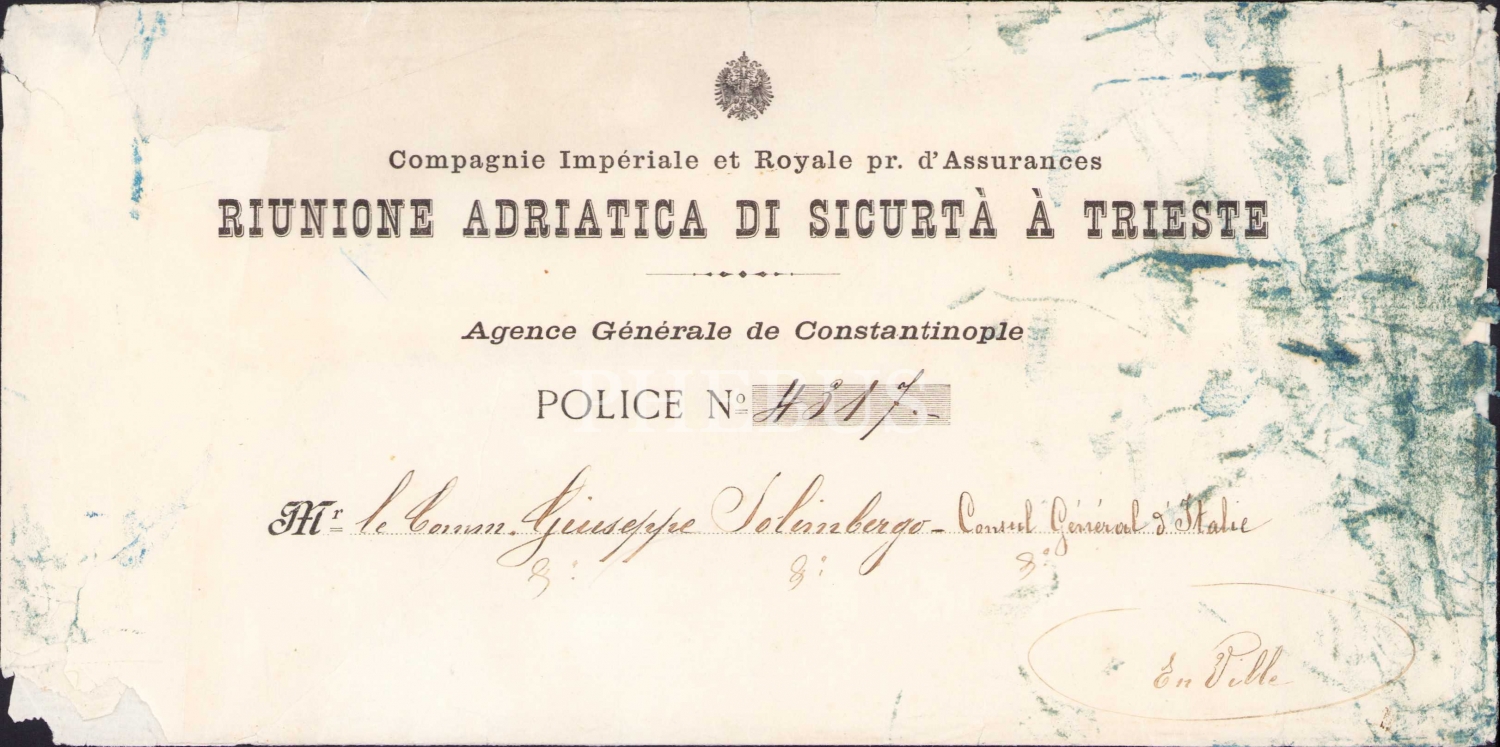 Compagnie Impériale et Royale pr. d'Assurances
RIUNIONE ADRIATICA DI SICURTÀ À TRIESTE
Agence Générale de Constantinople
POLICE Nº 4317.-
PHEBUS
Mr le Comm. Giuseppe Solimbergo - Consul Général d'Italie
En Ville